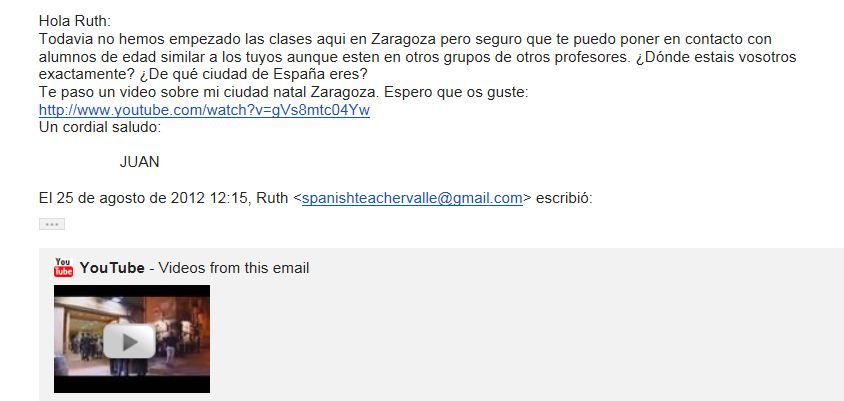 Hola Ruth:
Todavia no hemos empezado las clases aqui en Zaragoza pero seguro que te puedo poner en contacto con
alumnos de edad similar a los tuyos aunque esten en otros grupos de otros profesores. ¿Dónde estais vosotros
exactamente? ¿De qué ciudad de España eres?
Te paso un video sobre mi ciudad natal Zaragoza. Espero que os guste:
http://www.youtube.com/watch?v=gVs8mtc04Yw
Un cordial saludo:
JUAN
El 25 de agosto de 2012 12:15, Ruth <spanishteachervalle@gmail.com> escribió:
You Tube YouTube - Videos from this email